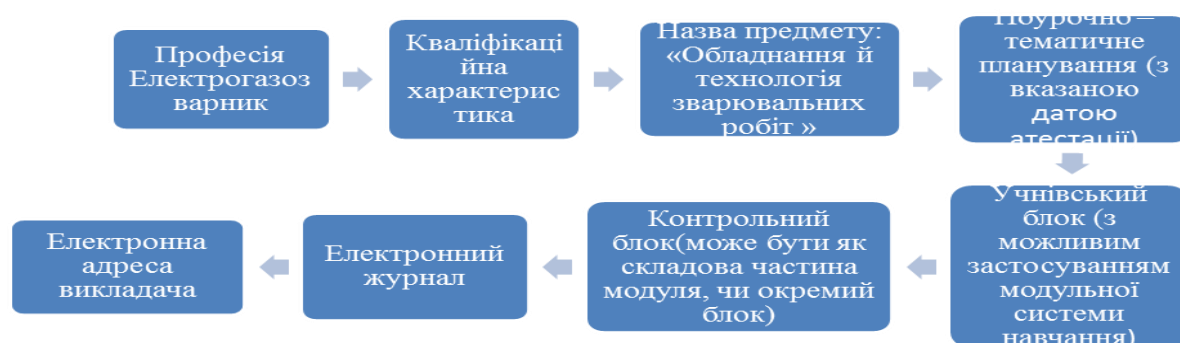 Професія
Електрогазоз
варник
Кваліфікаці
йна
характерис
тика
Назва предмету:
«Обладнання й
технологія
зварювальних
робіт »
Поурочно –
тематичне
планування (з
вказаною
датою
атестації)
Учнівський
блок (з
можливим
застосуванням
модульної
системи
навчання)
Контрольний
блок(може бути як
складова частина
модуля, чи окремий
блок)
Електронний
журнал
Електронна
адреса
викладача